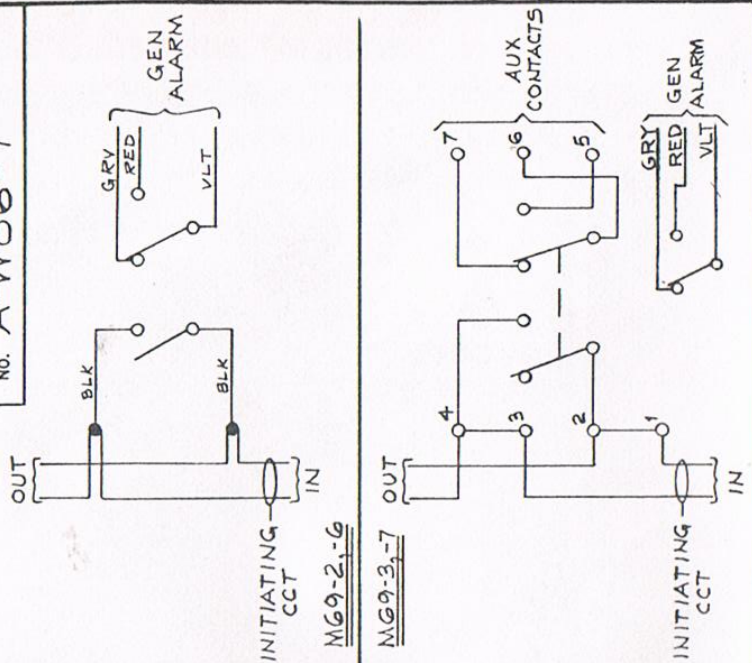 NO. A W06
OUT
BLK
BLK
GRY
RED
VLT
GEN
ALARM
INITIATING
CCT
IN
MG9-2,-6
MG9-3,-7
OUT
4
3
2
1
7
6
5
AUX
CONTACTS
GRY
RED
VLT
GEN
ALARM
INITIATING
CCT
IN